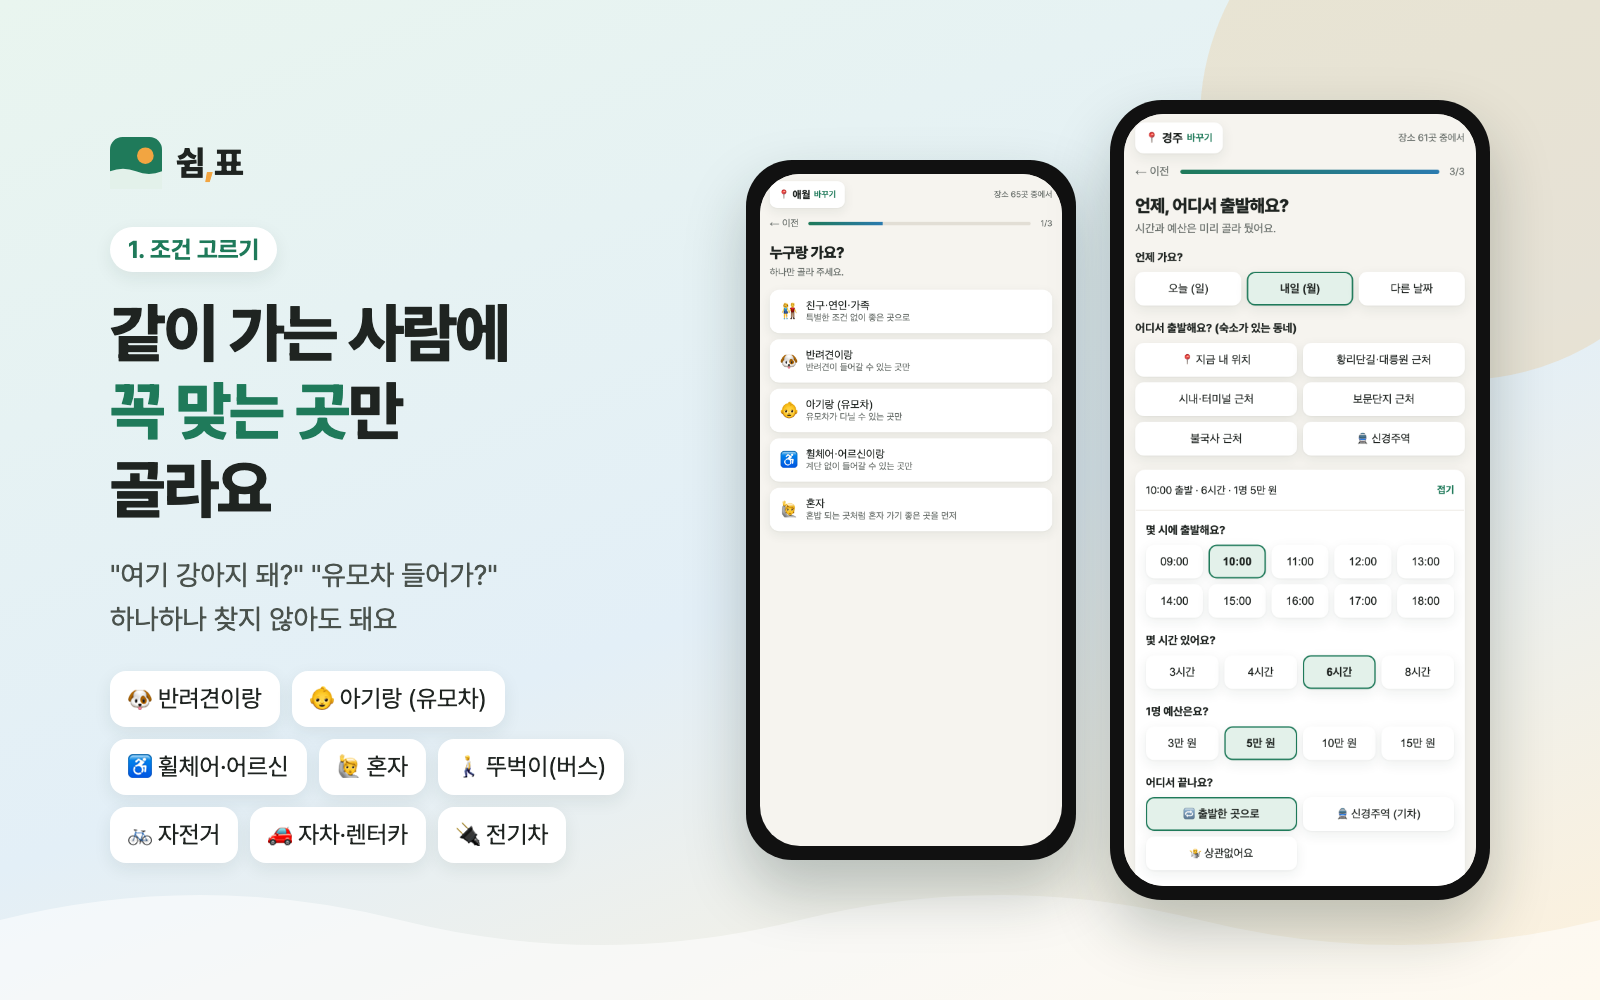 쉼,표
1. 조건 고르기
같이 가는 사람에
꼭 맞는 곳만
골라요
"여기 강아지 돼?" "유모차 들어가?"
하나하나 찾지 않아도 돼요
반려견이랑
아기랑 (유모차)
휠체어·어르신
혼자
뚜벅이(버스)
자전거
자차·렌터카
전기차
애월 바꾸기
장소 65곳 중에서
← 이전
1/3
누구랑 가요?
하나만 골라 주세요.
친구·연인·가족
특별한 조건 없이 좋은 곳으로
반려견이랑
반려견이 들어갈 수 있는 곳만
아기랑 (유모차)
유모차가 다닐 수 있는 곳만
휠체어·어르신이랑
계단 없이 들어갈 수 있는 곳만
혼자
혼밥 되는 곳처럼 혼자 가기 좋은 곳을 먼저
경주 바꾸기
장소 61곳 중에서
← 이전
3/3
언제, 어디서 출발해요?
시간과 예산은 미리 골라 뒀어요.
언제 가요?
오늘 (일)
내일 (월)
다른 날짜
어디서 출발해요? (숙소가 있는 동네)
지금 내 위치
황리단길·대릉원 근처
시내·터미널 근처
보문단지 근처
불국사 근처
신경주역
10:00 출발 · 6시간 · 1명 5만 원
접기
몇 시에 출발해요?
09:00
10:00
11:00
12:00
13:00
14:00
15:00
16:00
17:00
18:00
몇 시간 있어요?
3시간
4시간
6시간
8시간
1명 예산은요?
3만 원
5만 원
10만 원
15만 원
어디서 끝나요?
출발한 곳으로
신경주역 (기차)
상관없어요